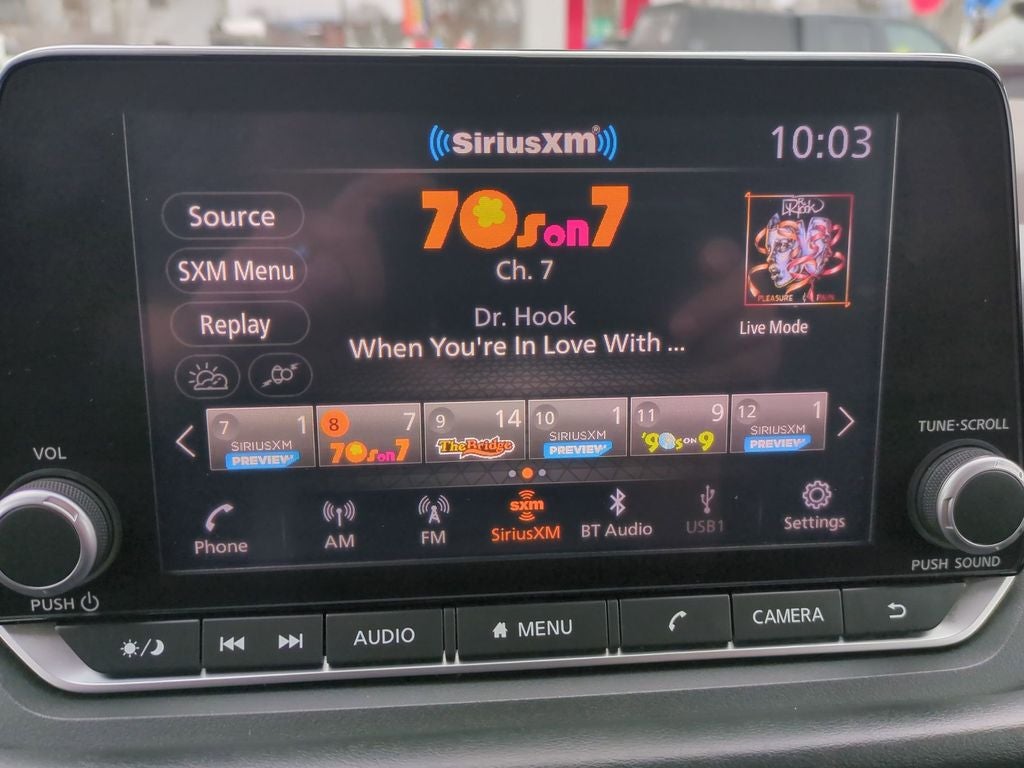 SiriusXM®
10:03
Source
SXM Menu
Replay
70s on 7
Ch. 7
Dr. Hook
When You're In Love With ...
DR. Hook
PLEASURE & PAIN
Live Mode
7 1
SIRIUSXM
PREVIEW
8 7
70s on 7
9 14
The Bridge
10 1
SIRIUSXM
PREVIEW
11 9
'90s ON 9
12 1
SIRIUSXM
PREVIEW
Phone
AM
FM
sxm
SiriusXM
BT Audio
USB1
Settings
VOL
PUSH
TUNE·SCROLL
PUSH SOUND
AUDIO
MENU
CAMERA